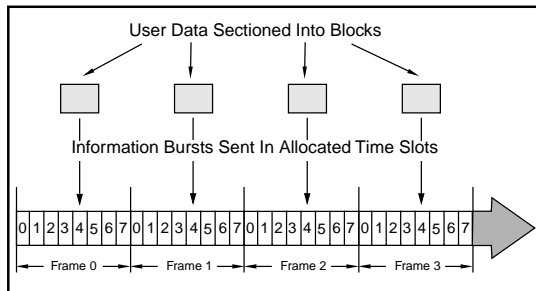 User Data Sectioned Into Blocks
Information Bursts Sent In Allocated Time Slots
0 1 2 3 4 5 6 7 0 1 2 3 4 5 6 7 0 1 2 3 4 5 6 7 0 1 2 3 4 5 6 7
Frame 0 Frame 1 Frame 2 Frame 3